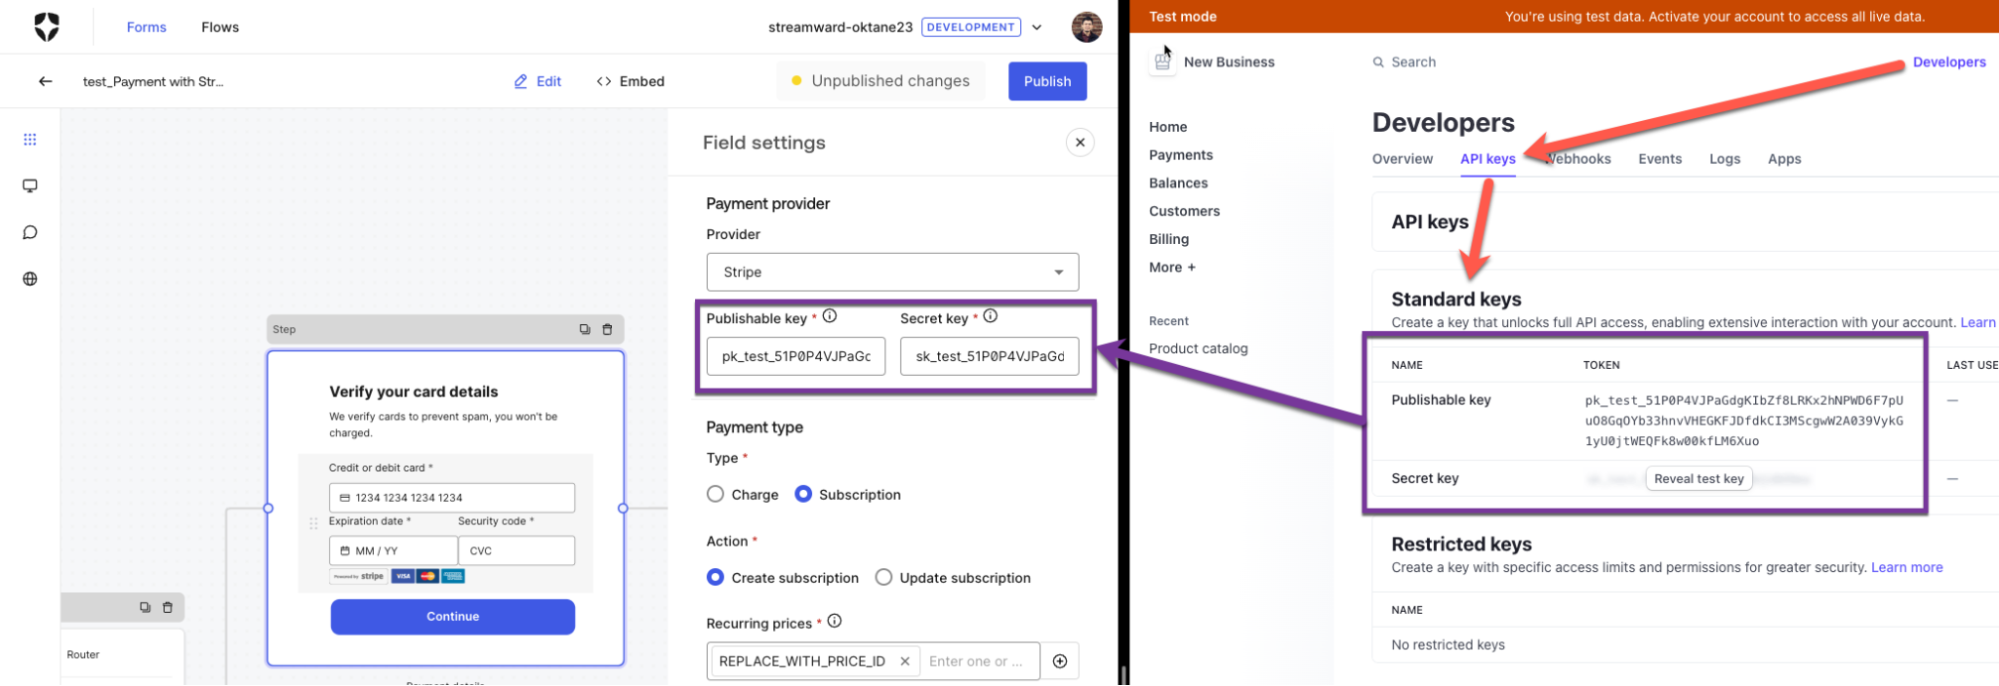 Forms
Flows
streamward-oktane23
DEVELOPMENT
test_Payment with Str...
Edit
<> Embed
Unpublished changes
Publish
Step
Verify your card details
We verify cards to prevent spam, you won't be
charged.
Credit or debit card *
1234 1234 1234 1234
Expiration date *
Security code *
MM / YY
CVC
Powered by stripe
VISA
Continue
Router
Payment details
Field settings
Payment provider
Provider
Stripe
Publishable key *
Secret key *
pk_test_51P0P4VJPaGc
sk_test_51P0P4VJPaGd
Payment type
Type *
Charge
Subscription
Action *
Create subscription
Update subscription
Recurring prices *
REPLACE_WITH_PRICE_ID
Enter one or ...
Test mode
You're using test data. Activate your account to access all live data.
New Business
Search
Developers
Home
Payments
Balances
Customers
Billing
More +
Recent
Product catalog
Developers
Overview
API keys
Webhooks
Events
Logs
Apps
API keys
Standard keys
Create a key that unlocks full API access, enabling extensive interaction with your account. Learn
NAME
TOKEN
LAST USE
Publishable key
pk_test_51P0P4VJPaGdgKIbZf8LRKx2hNPWD6F7pU
uO8GqOYb33hnvVHEGKFJDfdkCI3MScgwW2A039VykG
1yU0jtWEQFk8w00kfLM6Xuo
—
Secret key
Reveal test key
—
Restricted keys
Create a key with specific access limits and permissions for greater security. Learn more
NAME
No restricted keys